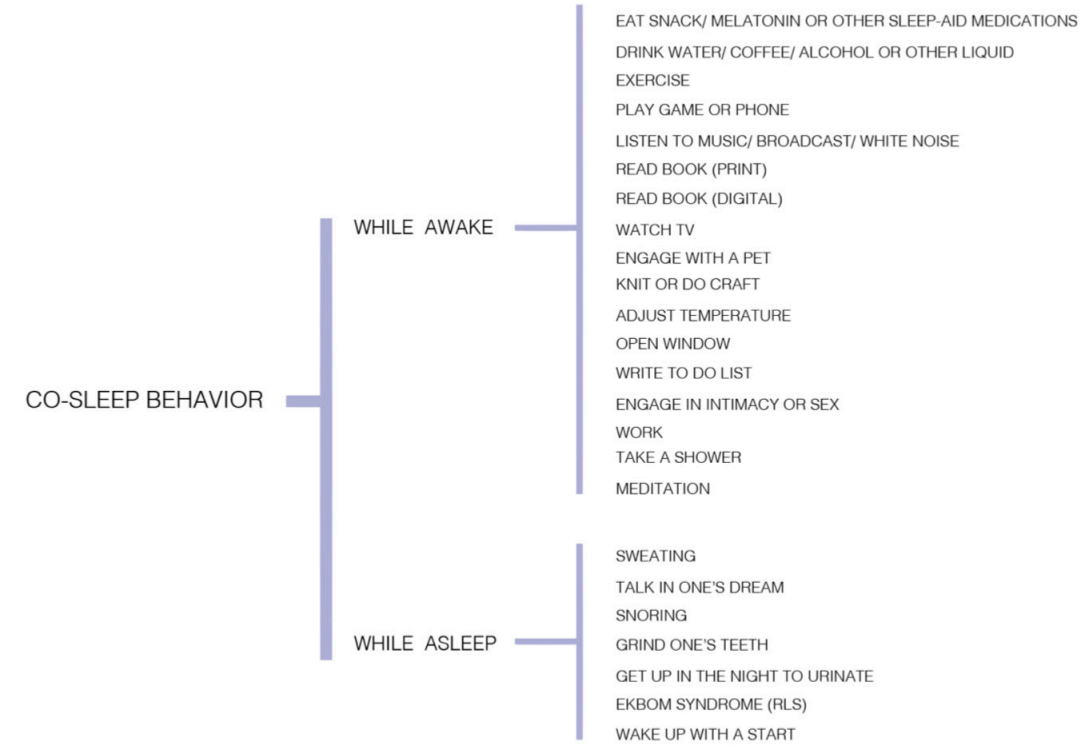 CO-SLEEP BEHAVIOR
WHILE AWAKE
EAT SNACK/ MELATONIN OR OTHER SLEEP-AID MEDICATIONS
DRINK WATER/ COFFEE/ ALCOHOL OR OTHER LIQUID
EXERCISE
PLAY GAME OR PHONE
LISTEN TO MUSIC/ BROADCAST/ WHITE NOISE
READ BOOK (PRINT)
READ BOOK (DIGITAL)
WATCH TV
ENGAGE WITH A PET
KNIT OR DO CRAFT
ADJUST TEMPERATURE
OPEN WINDOW
WRITE TO DO LIST
ENGAGE IN INTIMACY OR SEX
WORK
TAKE A SHOWER
MEDITATION
WHILE ASLEEP
SWEATING
TALK IN ONE'S DREAM
SNORING
GRIND ONE'S TEETH
GET UP IN THE NIGHT TO URINATE
EKBOM SYNDROME (RLS)
WAKE UP WITH A START